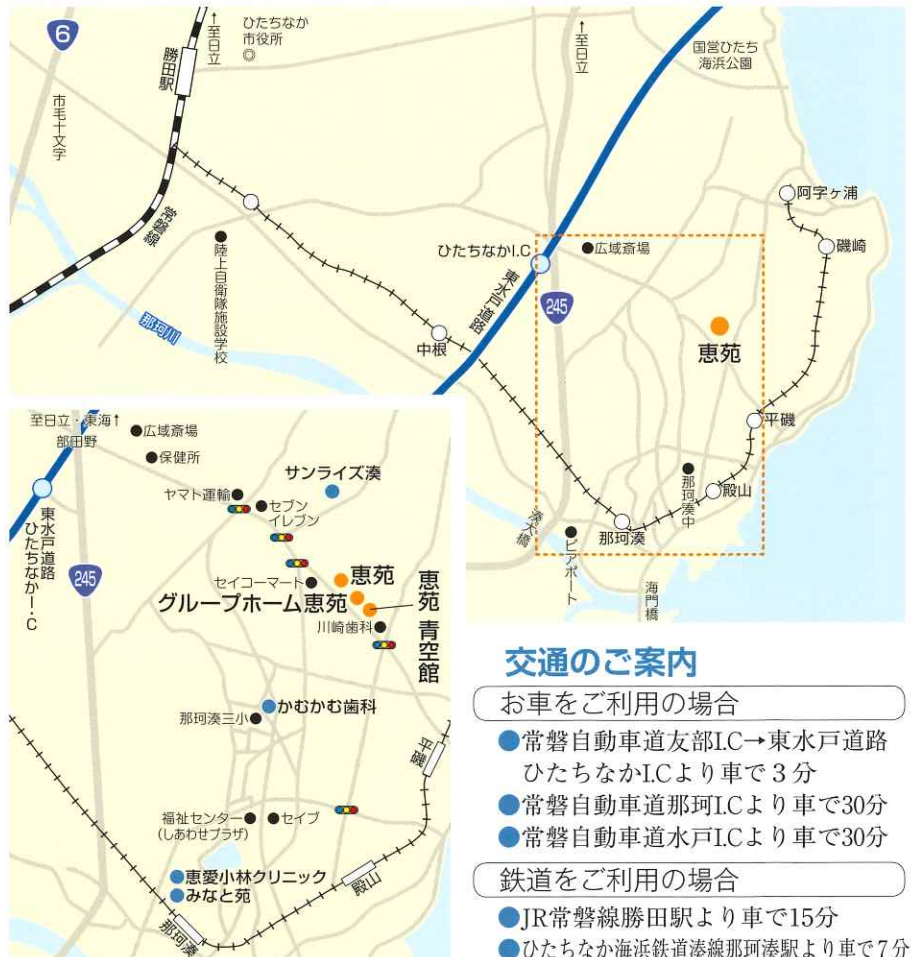 6
市毛十文字
勝田駅
↑至日立
ひたちなか
市役所
◎
↑至日立
国営ひたち
海浜公園
常磐線
陸上自衛隊施設学校
那珂川
中根
ひたちなかI.C
東水戸道路
245
広域斎場
恵苑
阿字ヶ浦
磯崎
平磯
殿山
那珂湊中
那珂湊
湊大橋
ピアポート
海門橋
至日立・東海↑
部田野
広域斎場
保健所
サンライズ湊
ヤマト運輸
セブン
イレブン
東水戸道路
ひたちなかI・C
245
セイコーマート
恵苑
グループホーム恵苑
恵苑 青空館
川崎歯科
かむかむ歯科
那珂湊三小
平磯
福祉センター
(しあわせプラザ)
セイブ
恵愛小林クリニック
みなと苑
殿山
那珂湊
交通のご案内
お車をご利用の場合
●常磐自動車道友部I.C→東水戸道路
ひたちなかI.Cより車で3分
●常磐自動車道那珂I.Cより車で30分
●常磐自動車道水戸I.Cより車で30分
鉄道をご利用の場合
●JR常磐線勝田駅より車で15分
●ひたちなか海浜鉄道湊線那珂湊駅より車で7分